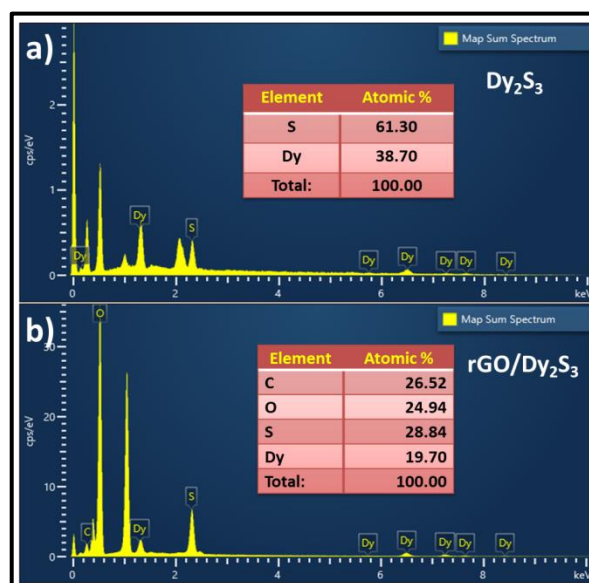 a)
Map Sum Spectrum
Dy₂S₃
Element Atomic %
S 61.30
Dy 38.70
Total: 100.00
cps/eV
2
1
0
Dy
Dy
S
Dy
Dy
Dy
Dy
0 2 4 6 8 keV
b)
Map Sum Spectrum
rGO/Dy₂S₃
Element Atomic %
C 26.52
O 24.94
S 28.84
Dy 19.70
Total: 100.00
cps/eV
30
20
10
0
O
C
Dy
S
Dy
Dy
Dy
Dy
Dy
0 2 4 6 8 keV